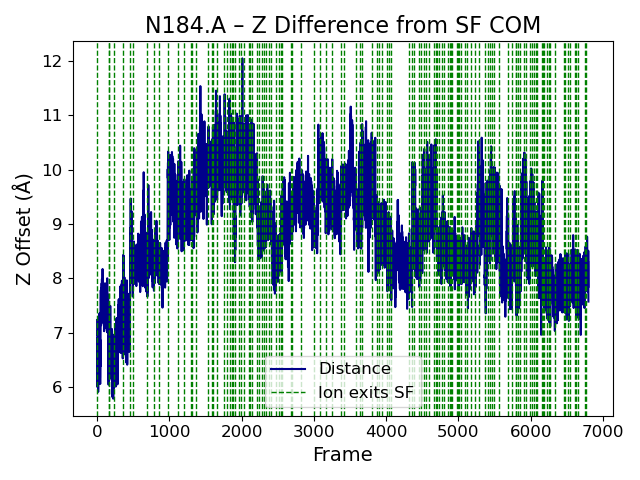 N184.A – Z Difference from SF COM
Z Offset (Å)
12
11
10
9
8
7
6
Distance
Ion exits SF
0 1000 2000 3000 4000 5000 6000 7000
Frame